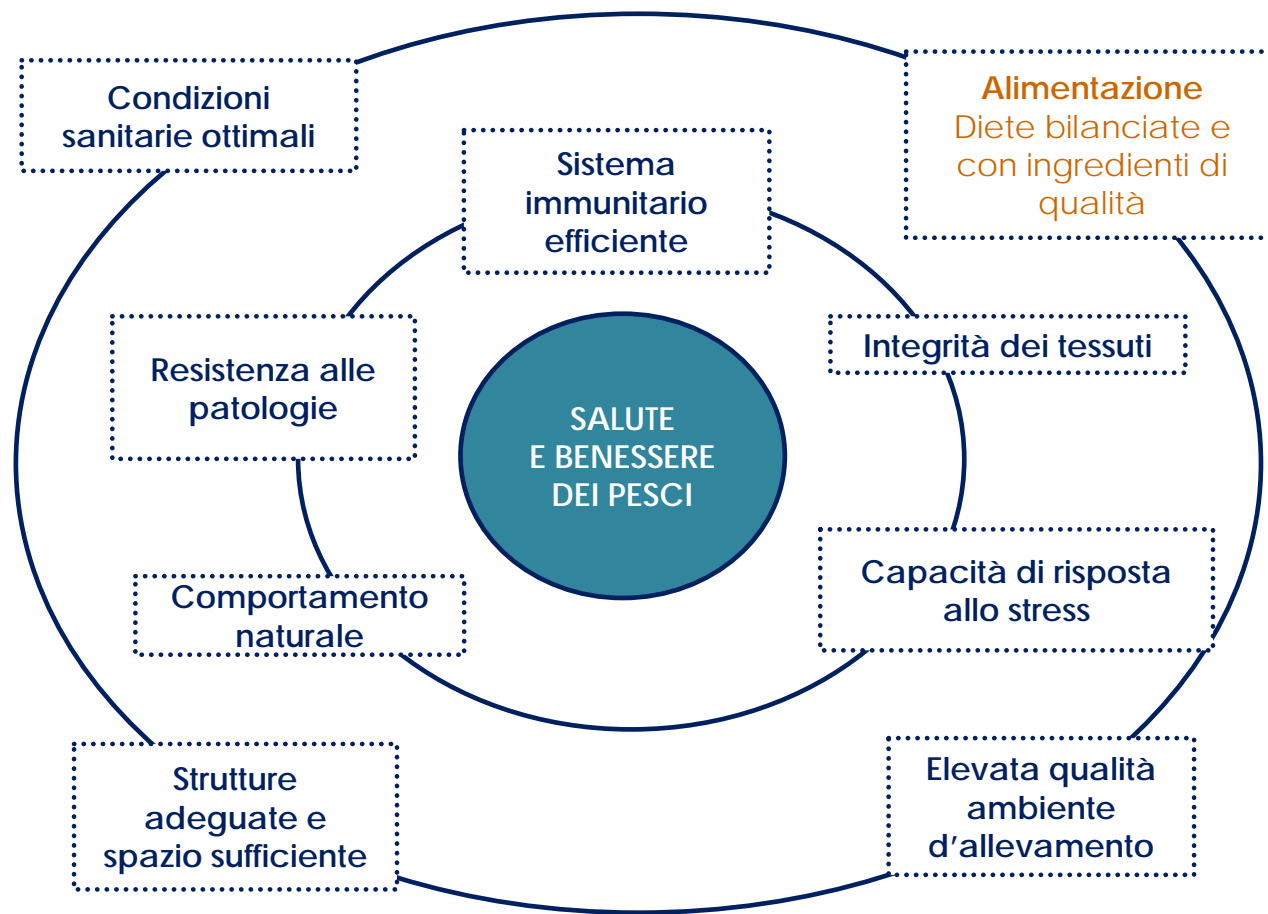 Condizioni
sanitarie ottimali
Alimentazione
Diete bilanciate e
con ingredienti di
qualità
Sistema
immunitario
efficiente
Resistenza alle
patologie
Integrità dei tessuti
SALUTE
E BENESSERE
DEI PESCI
Comportamento
naturale
Capacità di risposta
allo stress
Strutture
adeguate e
spazio sufficiente
Elevata qualità
ambiente
d’allevamento